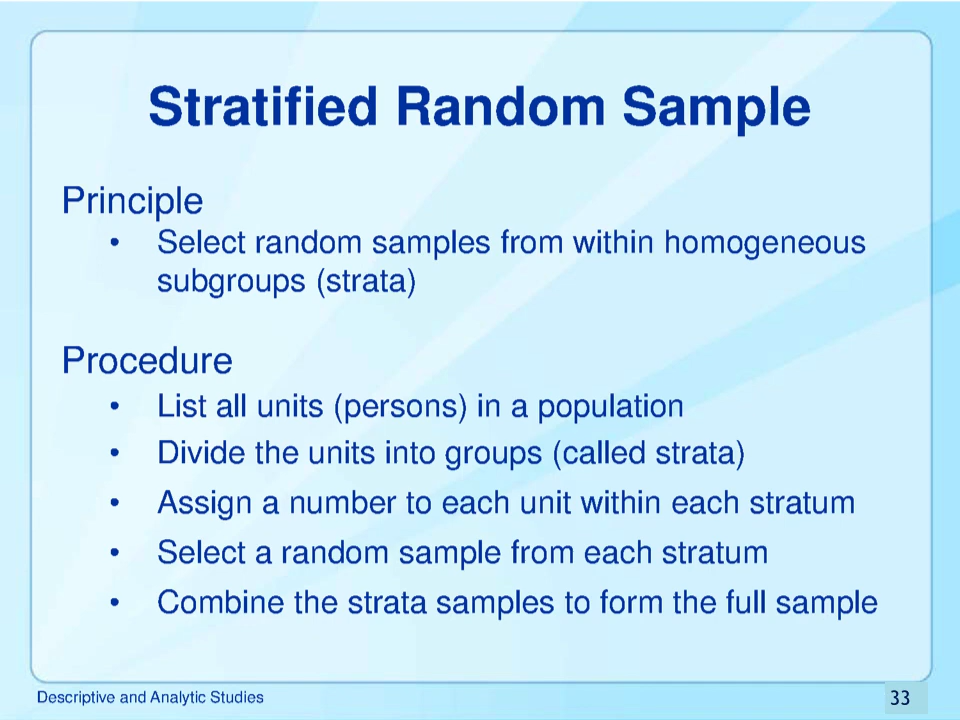 Stratified Random Sample
Principle
• Select random samples from within homogeneous
subgroups (strata)
Procedure
• List all units (persons) in a population
• Divide the units into groups (called strata)
• Assign a number to each unit within each stratum
• Select a random sample from each stratum
• Combine the strata samples to form the full sample
Descriptive and Analytic Studies
33